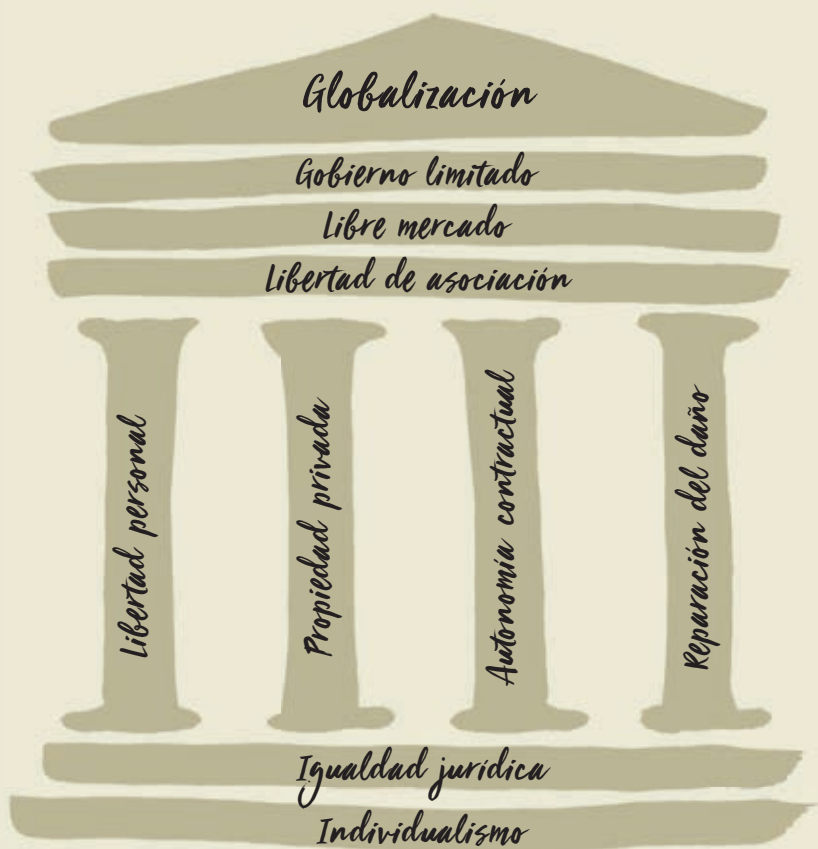 Globalización
Gobierno limitado
Libre mercado
Libertad de asociación
Libertad personal
Propiedad privada
Autonomía contractual
Reparación del daño
Igualdad jurídica
Individualismo